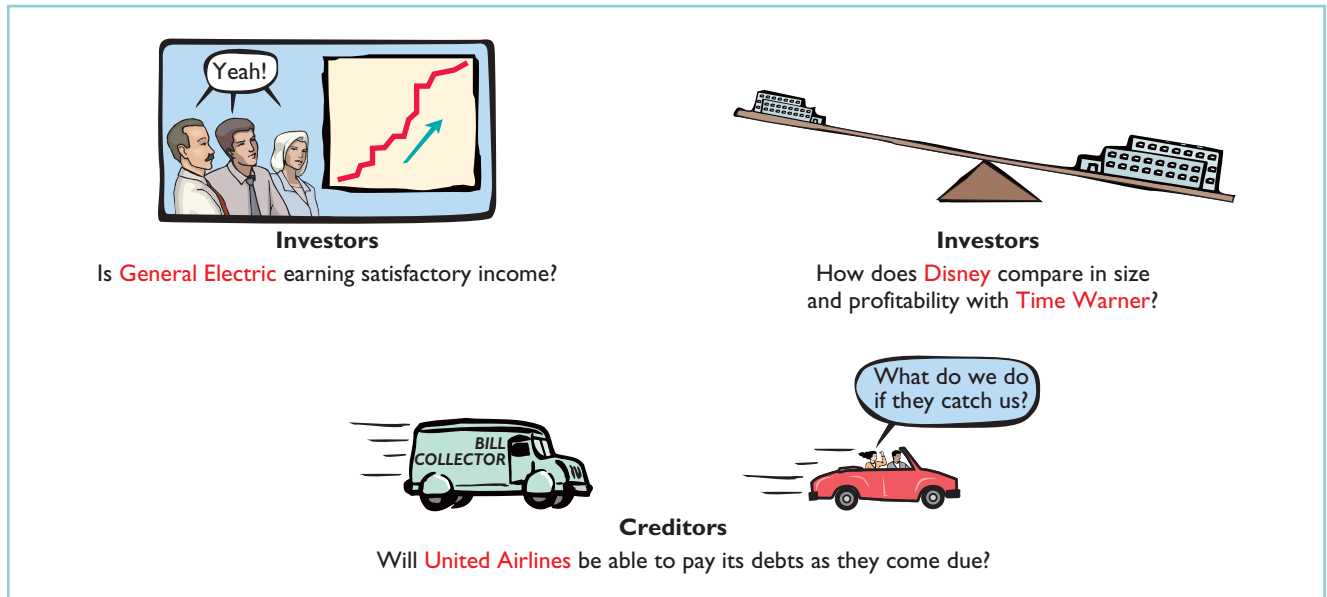 Yeah!
Investors
Is General Electric earning satisfactory income?
Investors
How does Disney compare in size
and profitability with Time Warner?
BILL
COLLECTOR
What do we do
if they catch us?
Creditors
Will United Airlines be able to pay its debts as they come due?